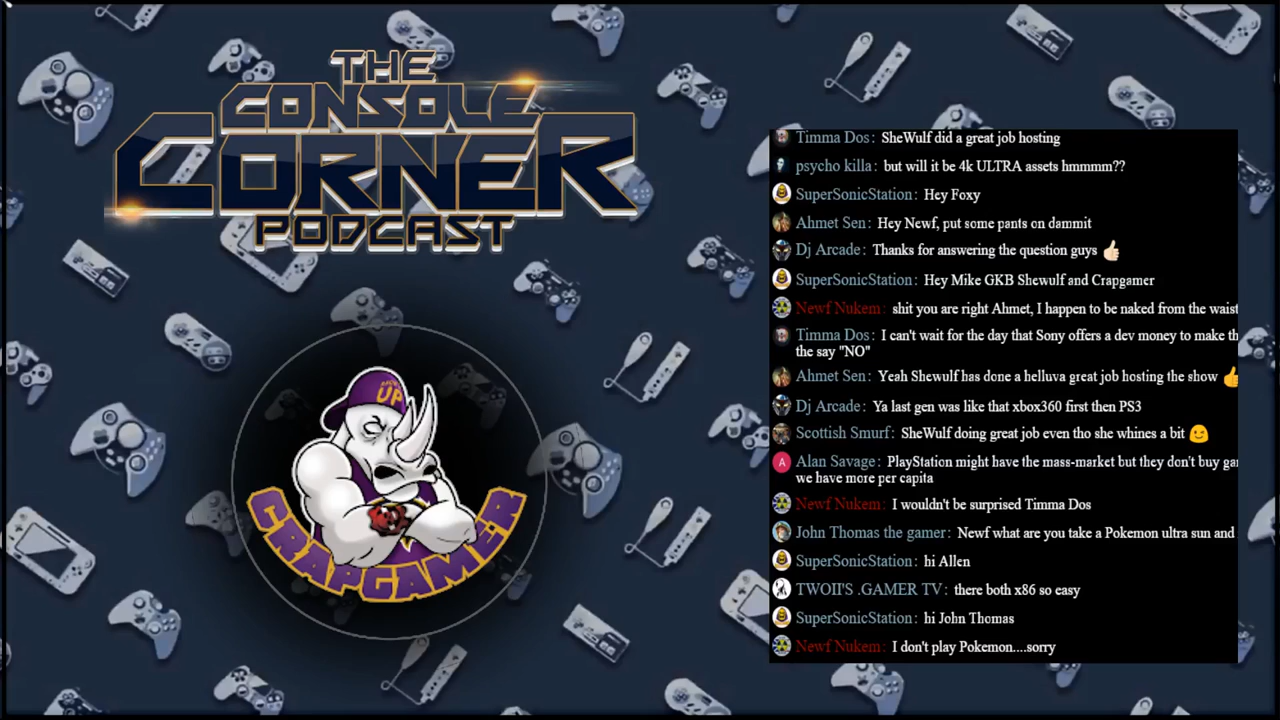 THE
CONSOLE
CORNER
PODCAST
UP
CRAPGAMER
Timma Dos: SheWulf did a great job hosting
psycho killa: but will it be 4k ULTRA assets hmmmm??
SuperSonicStation: Hey Foxy
Ahmet Sen: Hey Newf, put some pants on dammit
Dj Arcade: Thanks for answering the question guys 👍🏻
SuperSonicStation: Hey Mike GKB Shewulf and Crapgamer
Newf Nukem: shit you are right Ahmet, I happen to be naked from the waist
Timma Dos: I can't wait for the day that Sony offers a dev money to make th
the say "NO"
Ahmet Sen: Yeah Shewulf has done a helluva great job hosting the show 👍
Dj Arcade: Ya last gen was like that xbox360 first then PS3
Scottish Smurf: SheWulf doing great job even tho she whines a bit 😉
A Alan Savage: PlayStation might have the mass-market but they don't buy ga
we have more per capita
Newf Nukem: I wouldn't be surprised Timma Dos
John Thomas the gamer: Newf what are you take a Pokemon ultra sun and
SuperSonicStation: hi Allen
TWOII'S .GAMER TV: there both x86 so easy
SuperSonicStation: hi John Thomas
Newf Nukem: I don't play Pokemon....sorry